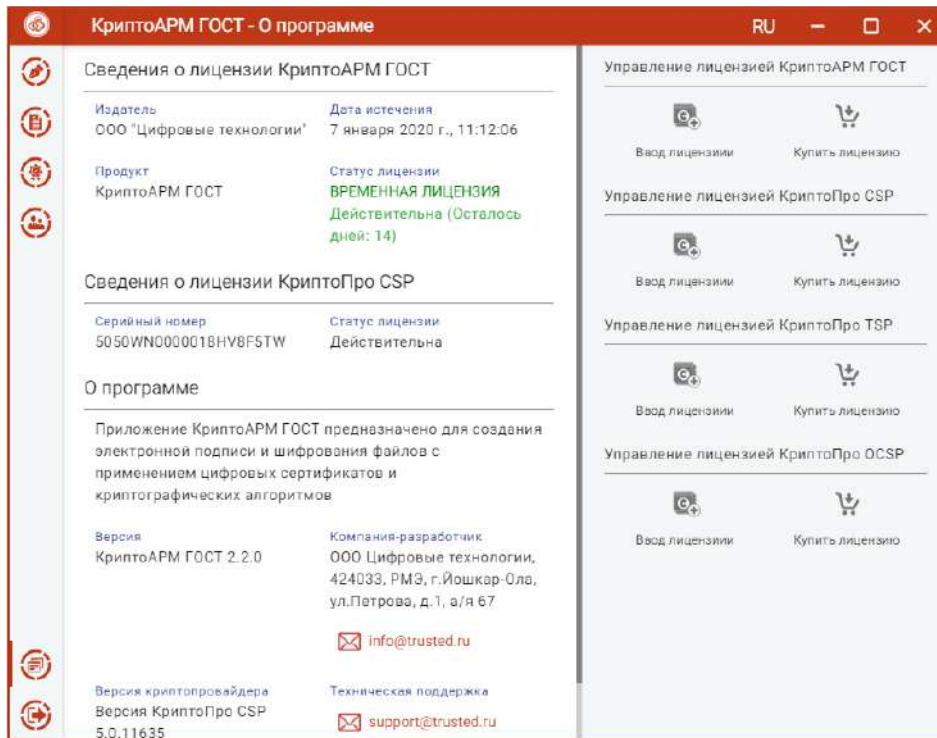 КриптоАРМ ГОСТ - О программе
RU
Сведения о лицензии КриптоАРМ ГОСТ
Издатель
ООО "Цифровые технологии"
Дата истечения
7 января 2020 г., 11:12:06
Продукт
КриптоАРМ ГОСТ
Статус лицензии
ВРЕМЕННАЯ ЛИЦЕНЗИЯ
Действительна (Осталось
дней: 14)
Сведения о лицензии КриптоПро CSP
Серийный номер
5050WN0000018HV8F5TW
Статус лицензии
Действительна
О программе
Приложение КриптоАРМ ГОСТ предназначено для создания
электронной подписи и шифрования файлов с
применением цифровых сертификатов и
криптографических алгоритмов
Версия
КриптоАРМ ГОСТ 2.2.0
Компания-разработчик
ООО Цифровые технологии,
424033, РМЭ, г.Йошкар-Ола,
ул.Петрова, д.1, а/я 67
info@trusted.ru
Версия криптопровайдера
Версия КриптоПро CSP
5.0.11635
Техническая поддержка
support@trusted.ru
Управление лицензией КриптоАРМ ГОСТ
Ввод лицензиии
Купить лицензию
Управление лицензией КриптоПро CSP
Ввод лицензиии
Купить лицензию
Управление лицензией КриптоПро TSP
Ввод лицензиии
Купить лицензию
Управление лицензией КриптоПро OCSP
Ввод лицензиии
Купить лицензию